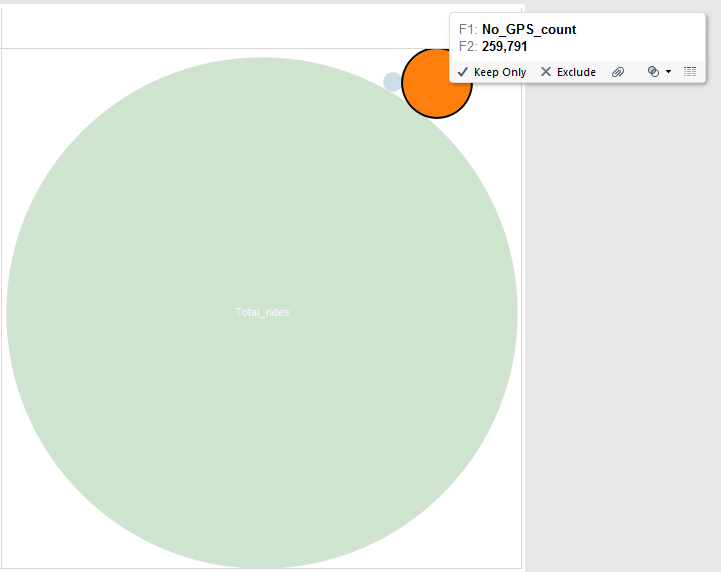 F1: No_GPS_count
F2: 259,791
Keep Only Exclude
Total_rides